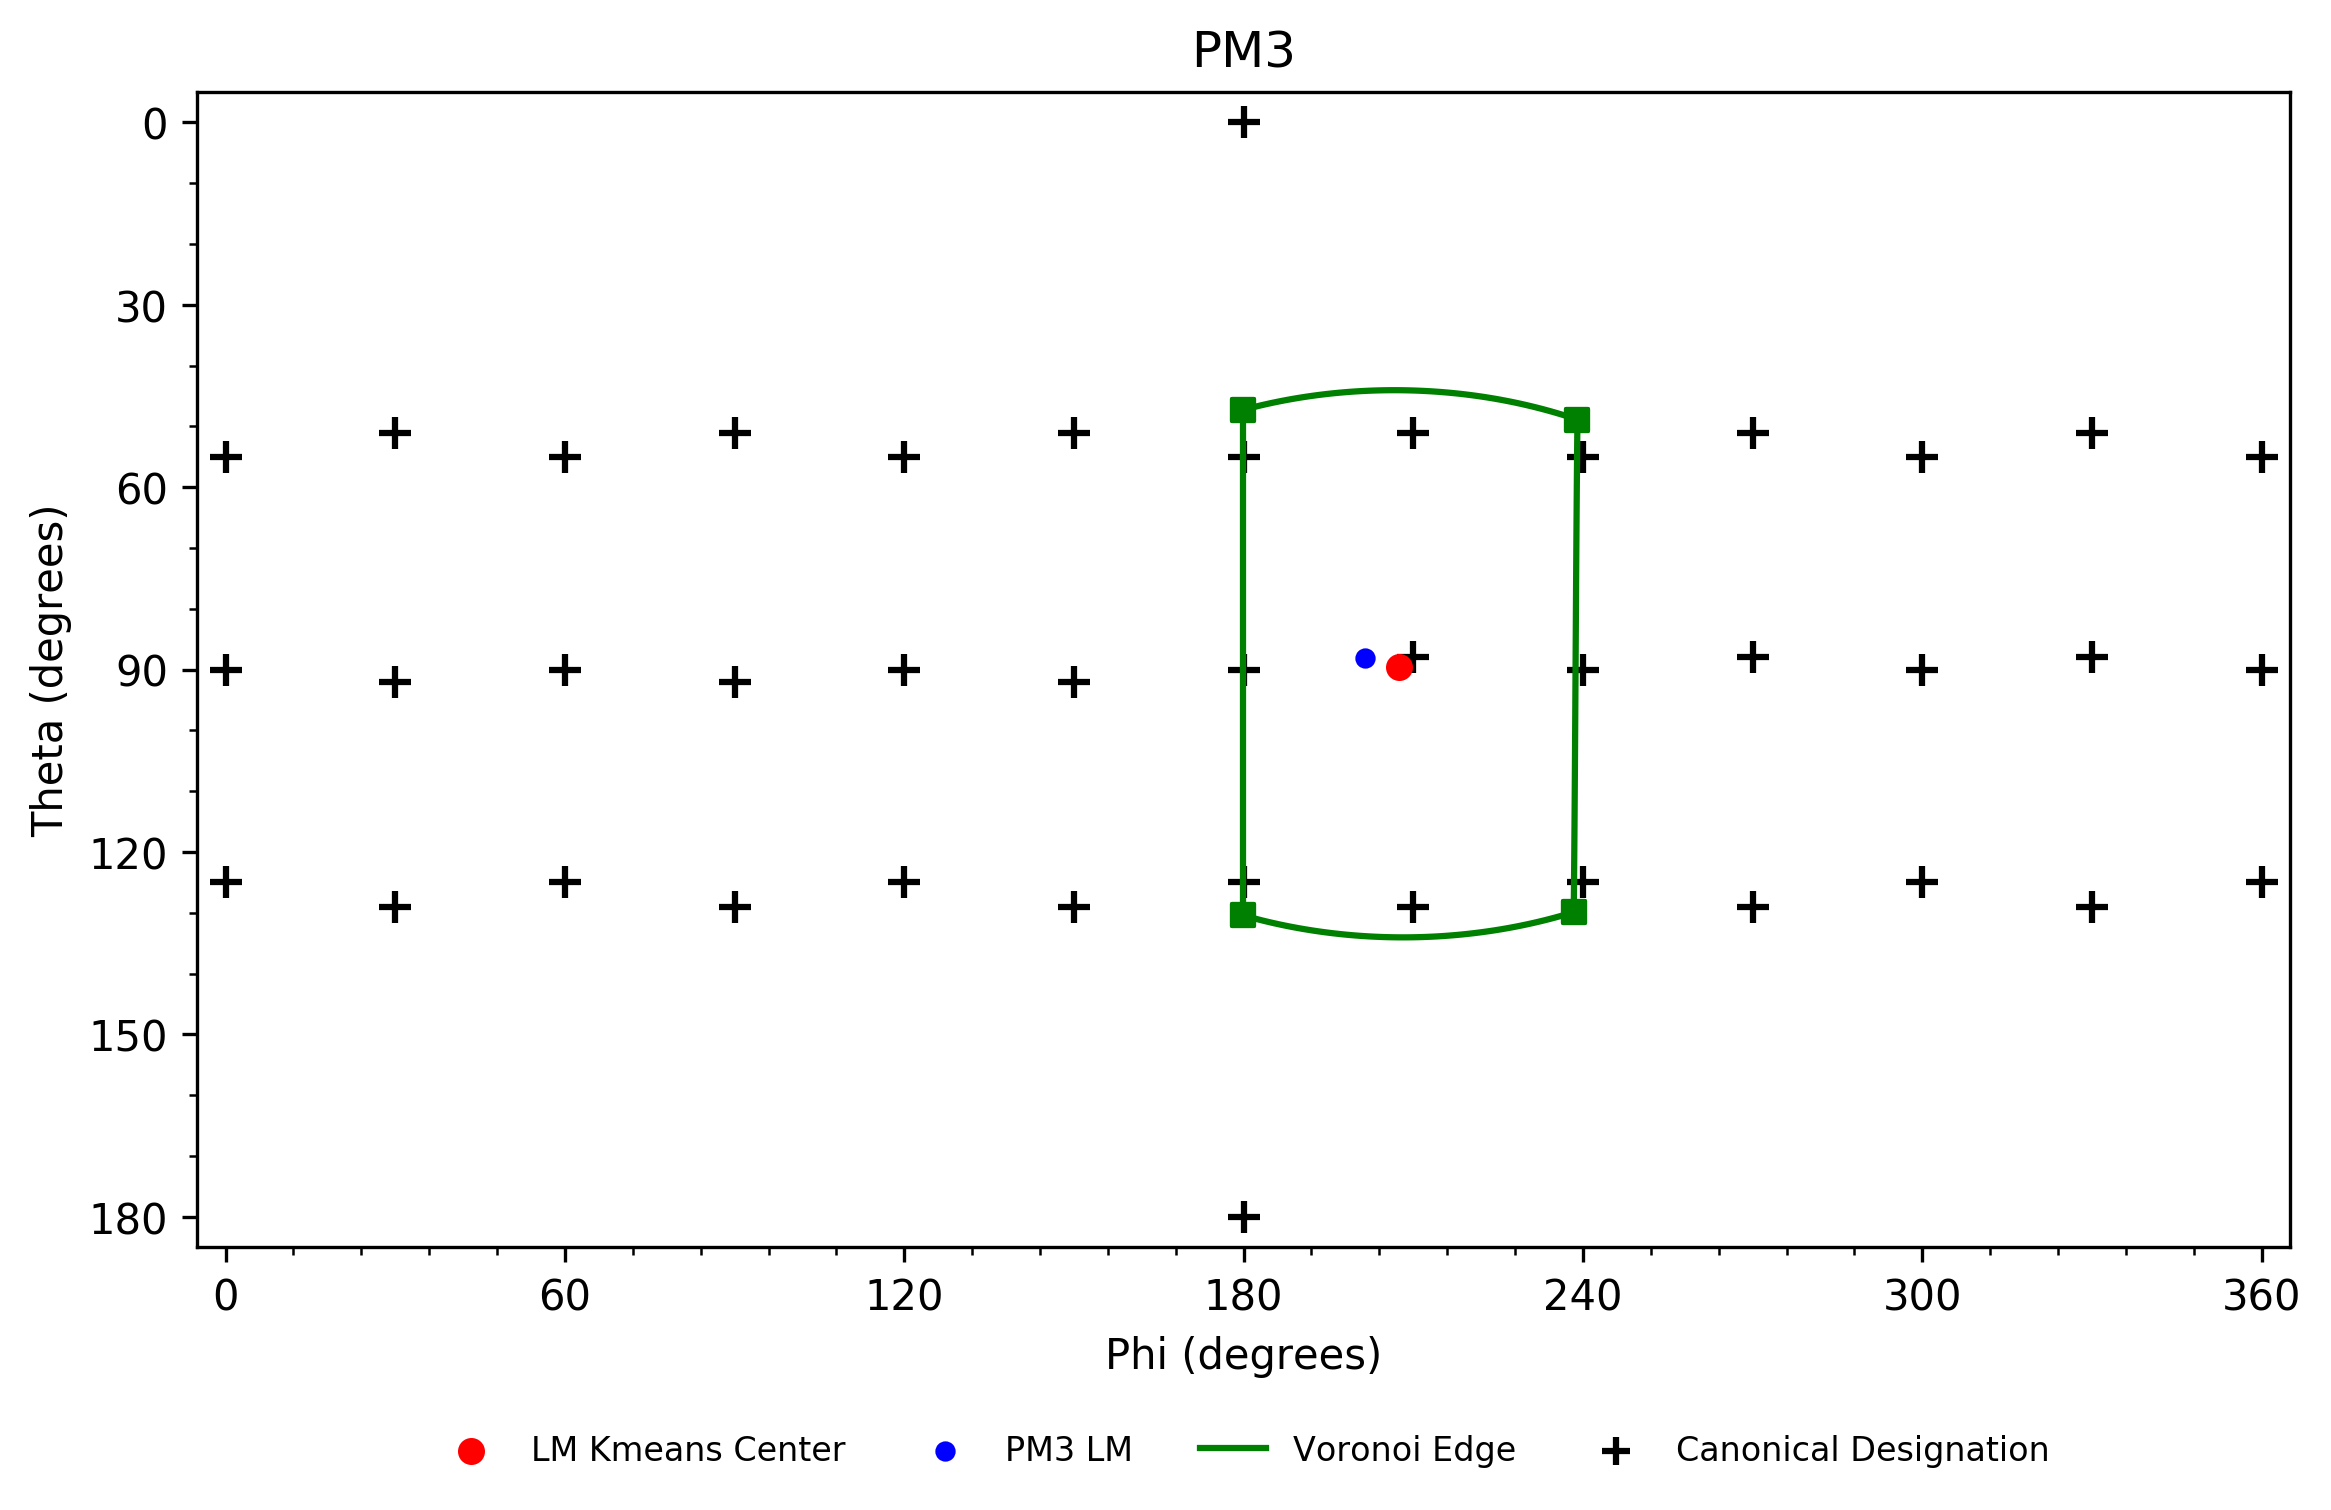 PM3
0
30
60
90
120
150
180
Theta (degrees)
0 60 120 180 240 300 360
Phi (degrees)
LM Kmeans Center PM3 LM Voronoi Edge Canonical Designation